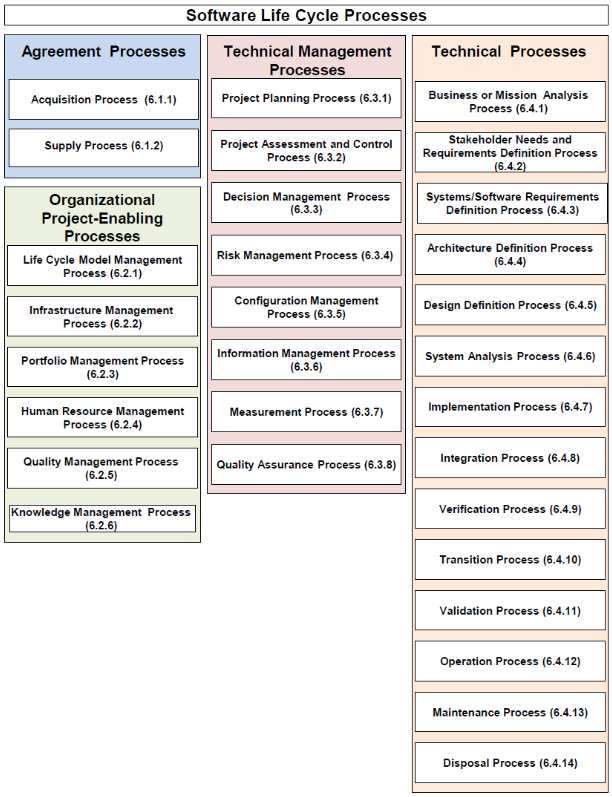 Software Life Cycle Processes
Agreement Processes
Acquisition Process (6.1.1)
Supply Process (6.1.2)
Organizational
Project-Enabling
Processes
Life Cycle Model Management
Process (6.2.1)
Infrastructure Management
Process (6.2.2)
Portfolio Management Process
(6.2.3)
Human Resource Management
Process (6.2.4)
Quality Management Process
(6.2.5)
Knowledge Management Process
(6.2.6)
Technical Management
Processes
Project Planning Process (6.3.1)
Project Assessment and Control
Process (6.3.2)
Decision Management Process
(6.3.3)
Risk Management Process (6.3.4)
Configuration Management
Process (6.3.5)
Information Management Process
(6.3.6)
Measurement Process (6.3.7)
Quality Assurance Process (6.3.8)
Technical Processes
Business or Mission Analysis
Process (6.4.1)
Stakeholder Needs and
Requirements Definition Process
(6.4.2)
Systems/Software Requirements
Definition Process (6.4.3)
Architecture Definition Process
(6.4.4)
Design Definition Process (6.4.5)
System Analysis Process (6.4.6)
Implementation Process (6.4.7)
Integration Process (6.4.8)
Verification Process (6.4.9)
Transition Process (6.4.10)
Validation Process (6.4.11)
Operation Process (6.4.12)
Maintenance Process (6.4.13)
Disposal Process (6.4.14)